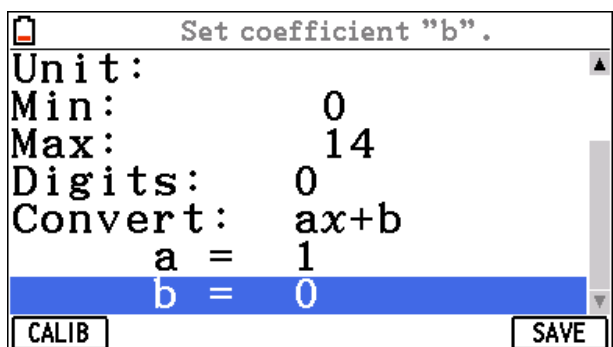 Set coefficient ”b”.
Unit:
Min: 0
Max: 14
Digits: 0
Convert: ax+b
a = 1
b = 0
CALIB SAVE